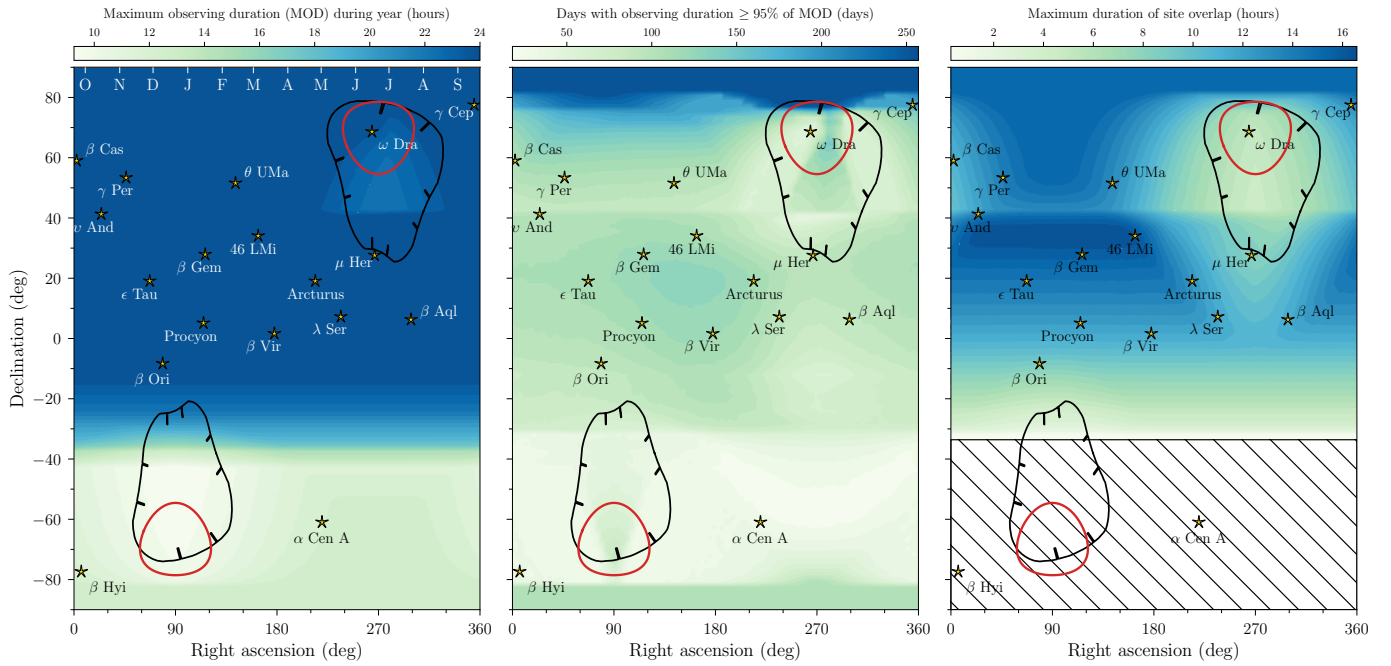 Maximum observing duration (MOD) during year (hours)
10 12 14 16 18 20 22 24
O N D J F M A M J J A S
γ Cep
ω Dra
β Cas
θ UMa
γ Per
υ And
46 LMi
β Gem
μ Her
ϵ Tau
Arcturus
Procyon
λ Ser
β Aql
β Vir
β Ori
α Cen A
β Hyi
80
60
40
20
0
−20
−40
−60
−80
Declination (deg)
0 90 180 270 360
Right ascension (deg)
Days with observing duration ≥ 95% of MOD (days)
50 100 150 200 250
γ Cep
ω Dra
β Cas
θ UMa
γ Per
υ And
46 LMi
β Gem
μ Her
ϵ Tau
Arcturus
Procyon
λ Ser
β Aql
β Vir
β Ori
α Cen A
β Hyi
0 90 180 270 360
Right ascension (deg)
Maximum duration of site overlap (hours)
2 4 6 8 10 12 14 16
γ Cep
ω Dra
β Cas
θ UMa
γ Per
υ And
46 LMi
β Gem
μ Her
ϵ Tau
Arcturus
Procyon
λ Ser
β Aql
β Vir
β Ori
α Cen A
β Hyi
0 90 180 270 360
Right ascension (deg)